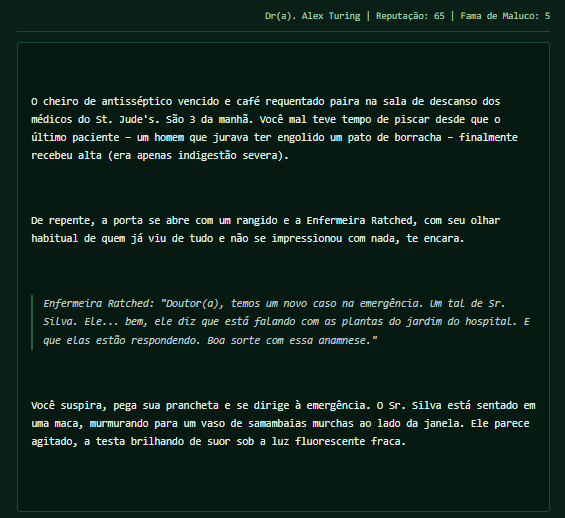 Dr(a). Alex Turing | Reputação: 65 | Fama de Maluco: 5
O cheiro de antisséptico vencido e café requentado paira na sala de descanso dos
médicos do St. Jude's. São 3 da manhã. Você mal teve tempo de piscar desde que o
último paciente – um homem que jurava ter engolido um pato de borracha – finalmente
recebeu alta (era apenas indigestão severa).
De repente, a porta se abre com um rangido e a Enfermeira Ratched, com seu olhar
habitual de quem já viu de tudo e não se impressionou com nada, te encara.
Enfermeira Ratched: "Doutor(a), temos um novo caso na emergência. Um tal de Sr.
Silva. Ele... bem, ele diz que está falando com as plantas do jardim do hospital. E
que elas estão respondendo. Boa sorte com essa anamnese."
Você suspira, pega sua prancheta e se dirige à emergência. O Sr. Silva está sentado em
uma maca, murmurando para um vaso de samambaias murchas ao lado da janela. Ele parece
agitado, a testa brilhando de suor sob a luz fluorescente fraca.